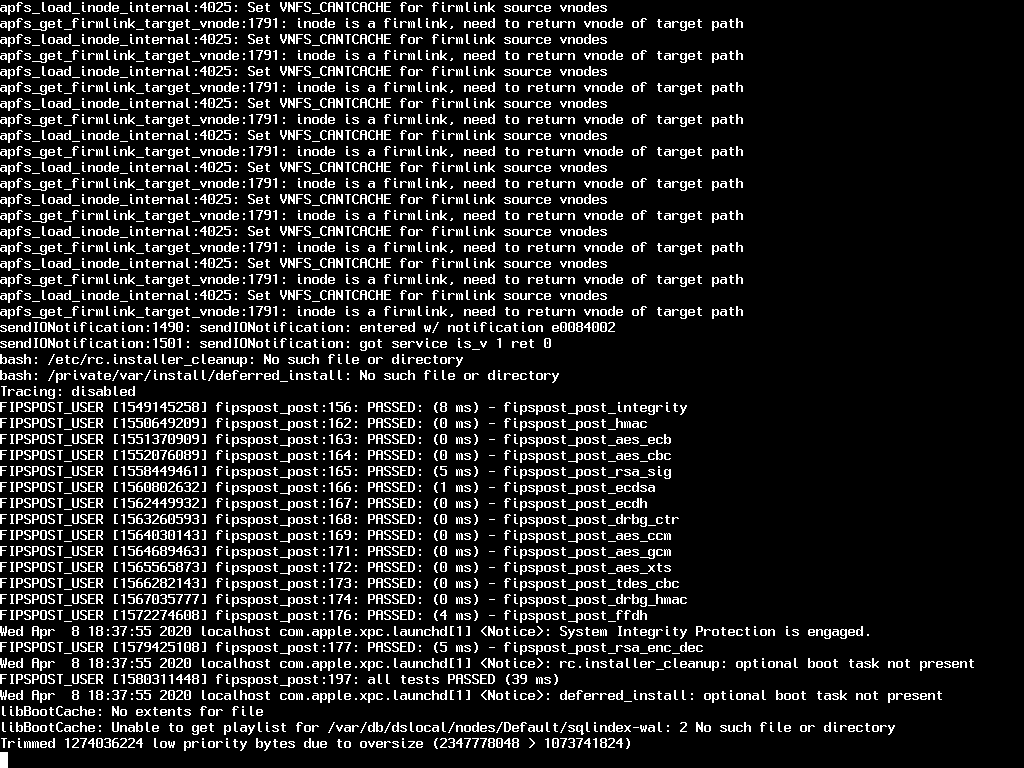 apfs_load_inode_internal:4025: Set VNFS_CANTCACHE for firmlink source vnodes
apfs_get_firmlink_target_vnode:1791: inode is a firmlink, need to return vnode of target path
apfs_load_inode_internal:4025: Set VNFS_CANTCACHE for firmlink source vnodes
apfs_get_firmlink_target_vnode:1791: inode is a firmlink, need to return vnode of target path
apfs_load_inode_internal:4025: Set VNFS_CANTCACHE for firmlink source vnodes
apfs_get_firmlink_target_vnode:1791: inode is a firmlink, need to return vnode of target path
apfs_load_inode_internal:4025: Set VNFS_CANTCACHE for firmlink source vnodes
apfs_get_firmlink_target_vnode:1791: inode is a firmlink, need to return vnode of target path
apfs_load_inode_internal:4025: Set VNFS_CANTCACHE for firmlink source vnodes
apfs_get_firmlink_target_vnode:1791: inode is a firmlink, need to return vnode of target path
apfs_load_inode_internal:4025: Set VNFS_CANTCACHE for firmlink source vnodes
apfs_get_firmlink_target_vnode:1791: inode is a firmlink, need to return vnode of target path
apfs_load_inode_internal:4025: Set VNFS_CANTCACHE for firmlink source vnodes
apfs_get_firmlink_target_vnode:1791: inode is a firmlink, need to return vnode of target path
apfs_load_inode_internal:4025: Set VNFS_CANTCACHE for firmlink source vnodes
apfs_get_firmlink_target_vnode:1791: inode is a firmlink, need to return vnode of target path
apfs_load_inode_internal:4025: Set VNFS_CANTCACHE for firmlink source vnodes
apfs_get_firmlink_target_vnode:1791: inode is a firmlink, need to return vnode of target path
apfs_load_inode_internal:4025: Set VNFS_CANTCACHE for firmlink source vnodes
apfs_get_firmlink_target_vnode:1791: inode is a firmlink, need to return vnode of target path
sendIONotification:1490: sendIONotification: entered w/ notification e0084002
sendIONotification:1501: sendIONotification: got service is_v 1 ret 0
bash: /etc/rc.installer_cleanup: No such file or directory
bash: /private/var/install/deferred_install: No such file or directory
Tracing: disabled
FIPSPOST_USER [1549145258] fipspost_post:156: PASSED: (8 ms) - fipspost_post_integrity
FIPSPOST_USER [1550649209] fipspost_post:162: PASSED: (0 ms) - fipspost_post_hmac
FIPSPOST_USER [1551370909] fipspost_post:163: PASSED: (0 ms) - fipspost_post_aes_ecb
FIPSPOST_USER [1552076089] fipspost_post:164: PASSED: (0 ms) - fipspost_post_aes_cbc
FIPSPOST_USER [1558449461] fipspost_post:165: PASSED: (5 ms) - fipspost_post_rsa_sig
FIPSPOST_USER [1560802632] fipspost_post:166: PASSED: (1 ms) - fipspost_post_ecdsa
FIPSPOST_USER [1562449932] fipspost_post:167: PASSED: (0 ms) - fipspost_post_ecdh
FIPSPOST_USER [1563260593] fipspost_post:168: PASSED: (0 ms) - fipspost_post_drbg_ctr
FIPSPOST_USER [1564030143] fipspost_post:169: PASSED: (0 ms) - fipspost_post_aes_ccm
FIPSPOST_USER [1564689463] fipspost_post:171: PASSED: (0 ms) - fipspost_post_aes_gcm
FIPSPOST_USER [1565565873] fipspost_post:172: PASSED: (0 ms) - fipspost_post_aes_xts
FIPSPOST_USER [1566282143] fipspost_post:173: PASSED: (0 ms) - fipspost_post_tdes_cbc
FIPSPOST_USER [1567035777] fipspost_post:174: PASSED: (0 ms) - fipspost_post_drbg_hmac
FIPSPOST_USER [1572274608] fipspost_post:176: PASSED: (4 ms) - fipspost_post_ffdh
Wed Apr  8 18:37:55 2020 localhost com.apple.xpc.launchd[1] <Notice>: System Integrity Protection is engaged.
FIPSPOST_USER [1579425108] fipspost_post:177: PASSED: (5 ms) - fipspost_post_rsa_enc_dec
Wed Apr  8 18:37:55 2020 localhost com.apple.xpc.launchd[1] <Notice>: rc.installer_cleanup: optional boot task not present
FIPSPOST_USER [1580311448] fipspost_post:197: all tests PASSED (39 ms)
Wed Apr  8 18:37:55 2020 localhost com.apple.xpc.launchd[1] <Notice>: deferred_install: optional boot task not present
libBootCache: No extents for file
libBootCache: Unable to get playlist for /var/db/dslocal/nodes/Default/sqlindex-wal: 2 No such file or directory
Trimmed 1274036224 low priority bytes due to oversize (2347778048 > 1073741824)